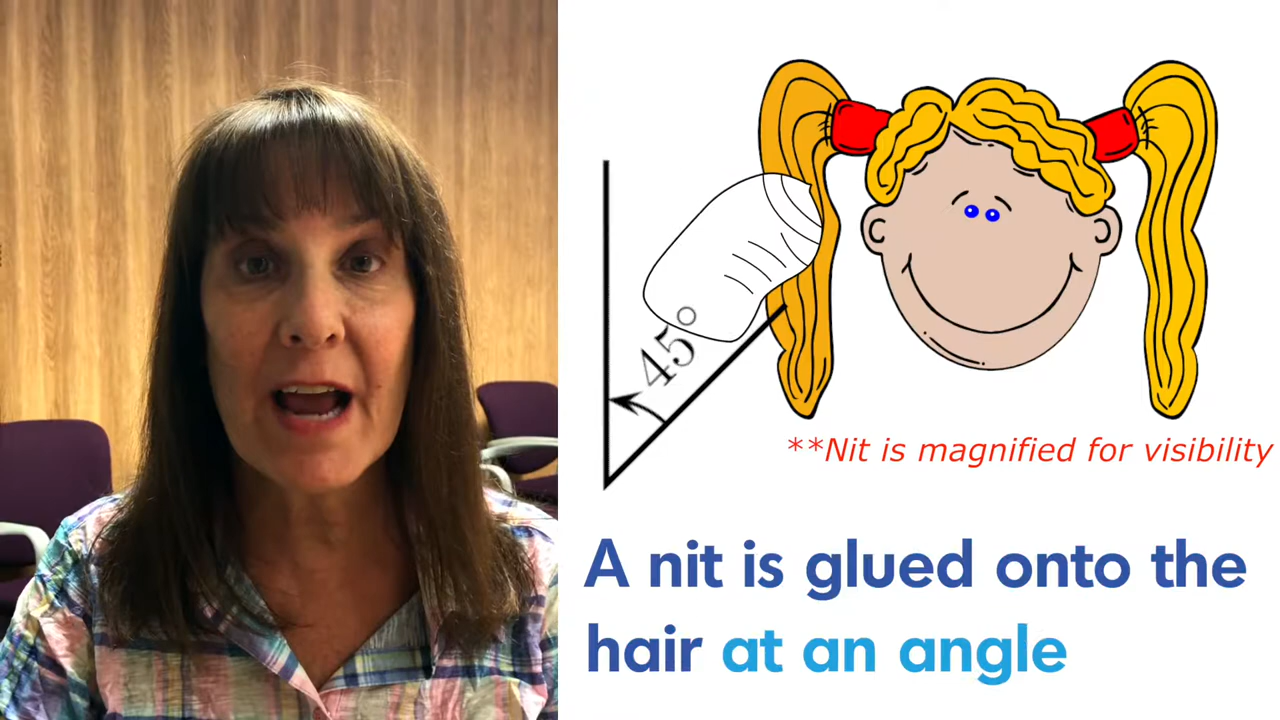 45°
**Nit is magnified for visibility
A nit is glued onto the
hair at an angle